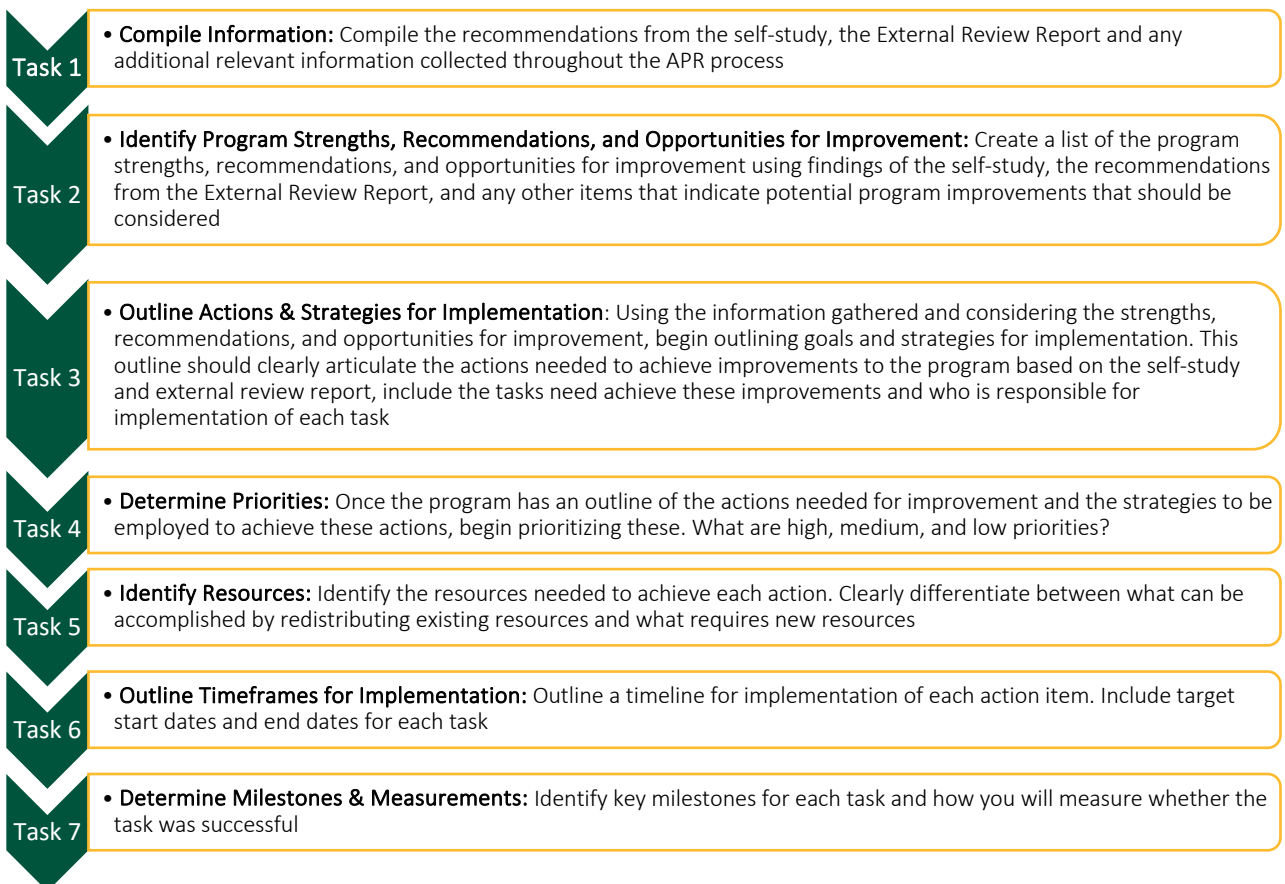 Task 1
• Compile Information: Compile the recommendations from the self-study, the External Review Report and any
additional relevant information collected throughout the APR process
Task 2
• Identify Program Strengths, Recommendations, and Opportunities for Improvement: Create a list of the program
strengths, recommendations, and opportunities for improvement using findings of the self-study, the recommendations
from the External Review Report, and any other items that indicate potential program improvements that should be
considered
Task 3
• Outline Actions & Strategies for Implementation: Using the information gathered and considering the strengths,
recommendations, and opportunities for improvement, begin outlining goals and strategies for implementation. This
outline should clearly articulate the actions needed to achieve improvements to the program based on the self-study
and external review report, include the tasks need achieve these improvements and who is responsible for
implementation of each task
Task 4
• Determine Priorities: Once the program has an outline of the actions needed for improvement and the strategies to be
employed to achieve these actions, begin prioritizing these. What are high, medium, and low priorities?
Task 5
• Identify Resources: Identify the resources needed to achieve each action. Clearly differentiate between what can be
accomplished by redistributing existing resources and what requires new resources
Task 6
• Outline Timeframes for Implementation: Outline a timeline for implementation of each action item. Include target
start dates and end dates for each task
Task 7
• Determine Milestones & Measurements: Identify key milestones for each task and how you will measure whether the
task was successful